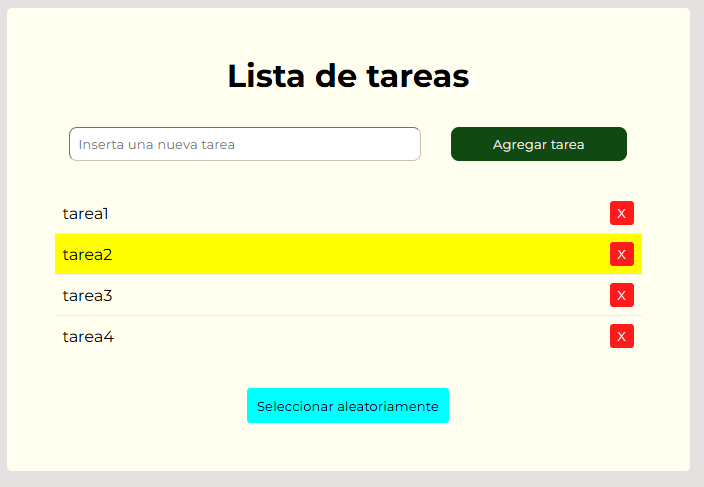 Lista de tareas
Inserta una nueva tarea
Agregar tarea
tarea1
X
tarea2
X
tarea3
X
tarea4
X
Seleccionar aleatoriamente